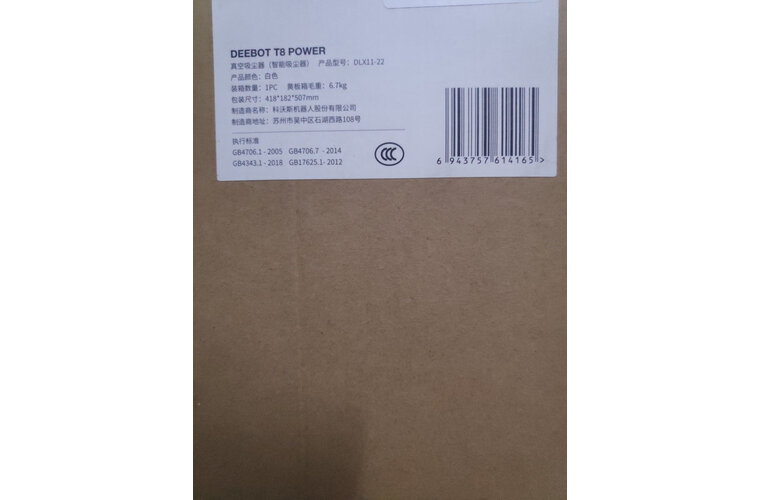 DEEBOT T8 POWER
真空吸尘器（智能吸尘器） 产品型号：DLX11-22
产品颜色：白色
装箱数量：1PC 黄板箱毛重：6.7kg
包装尺寸：418*182*507mm
制造商名称：科沃斯机器人股份有限公司
制造商地址：苏州市吴中区石湖西路108号
执行标准
GB4706.1 - 2005 GB4706.7 - 2014
GB4343.1 - 2018 GB17625.1- 2012
CCC
6 943757 614165>